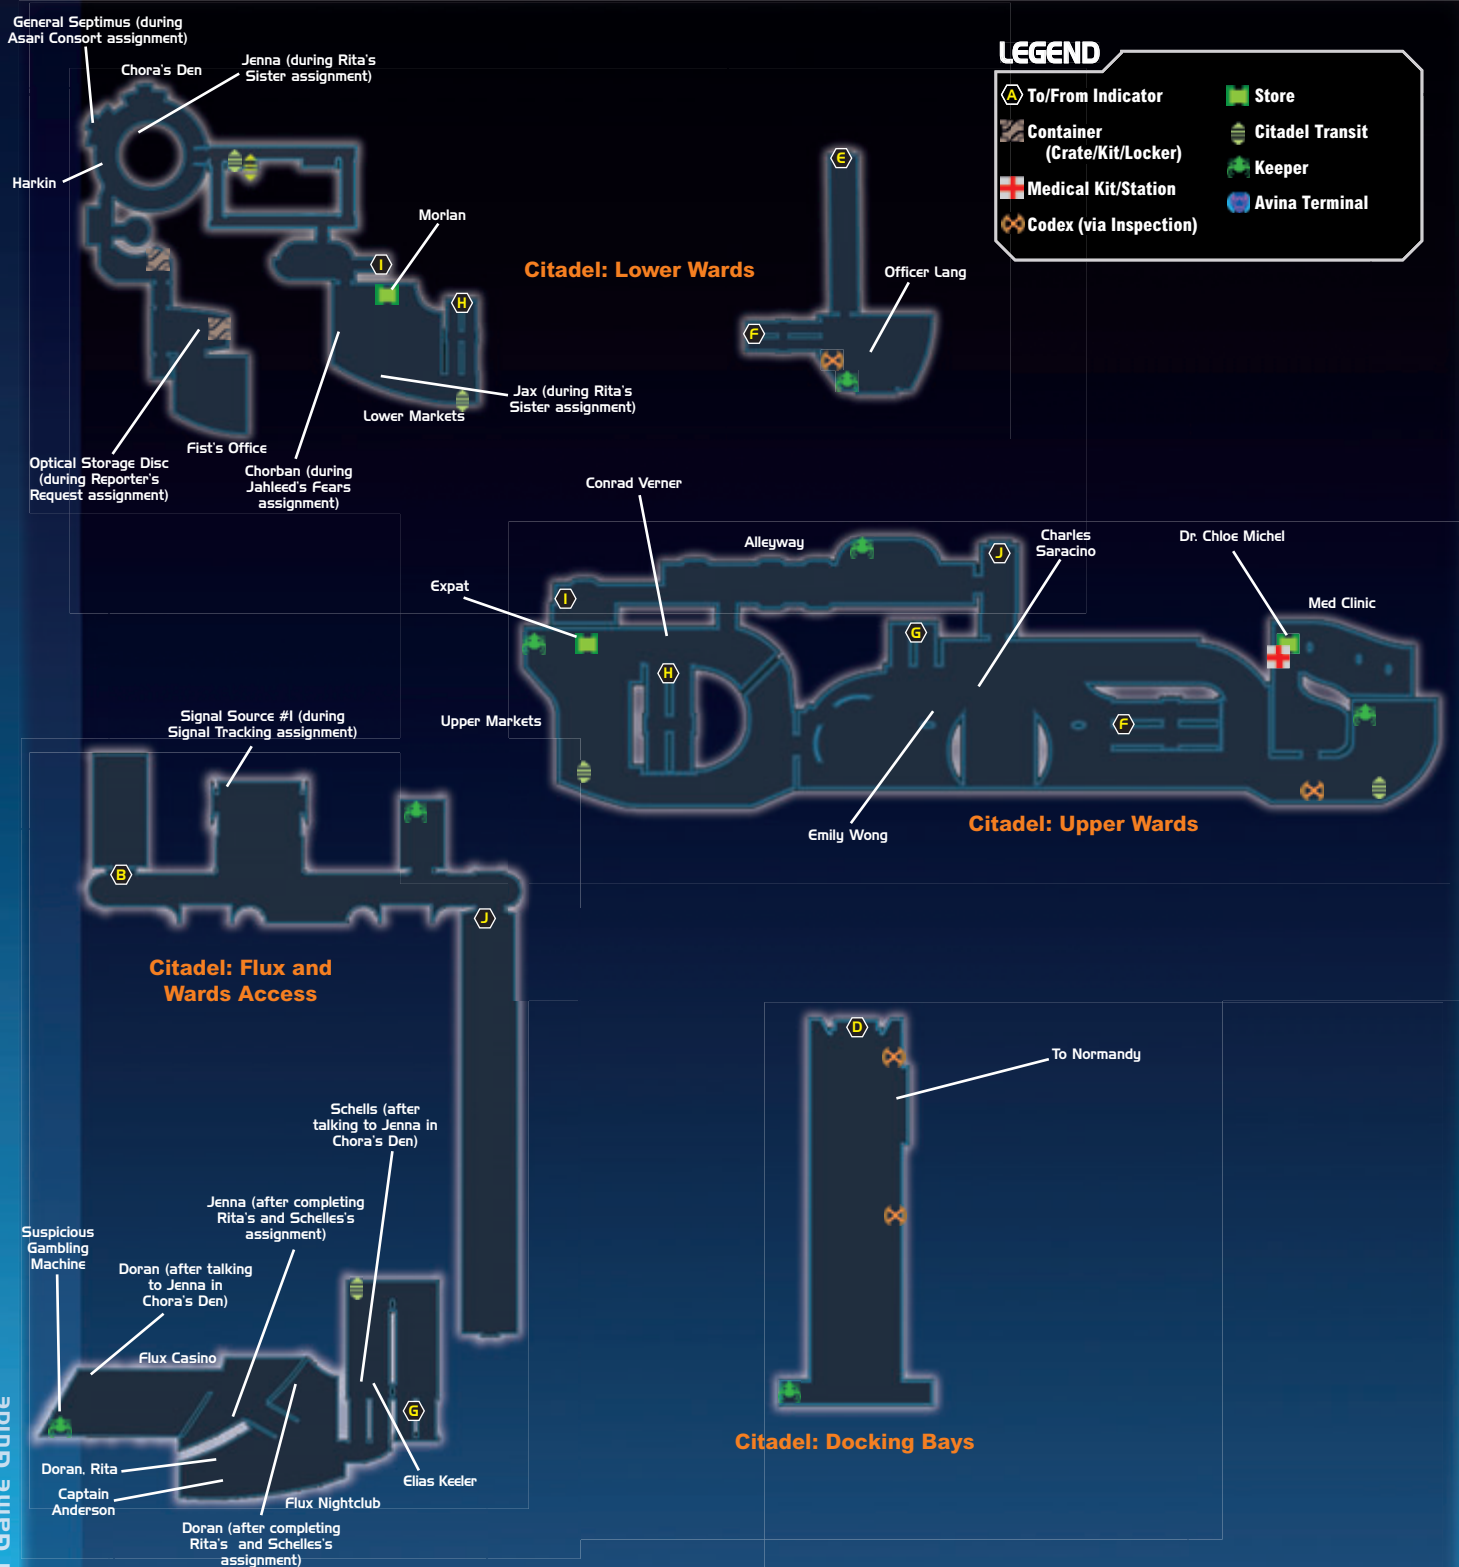 General Septimus (during
Asari Consort assignment)
Chora's Den
Jenna (during Rita's
Sister assignment)
Harkin
Morlan
I
H
Jax (during Rita's
Sister assignment)
Lower Markets
Fist's Office
Optical Storage Disc
(during Reporter's
Request assignment)
Chorban (during
Jahleed's Fears
assignment)
Citadel: Lower Wards
E
Officer Lang
F
LEGEND
A To/From Indicator
Container
(Crate/Kit/Locker)
Medical Kit/Station
Codex (via Inspection)
Store
Citadel Transit
Keeper
Avina Terminal
Conrad Verner
Alleyway
Charles
Saracino
Dr. Chloe Michel
Expat
I
J
Med Clinic
G
H
Upper Markets
F
Emily Wong
Citadel: Upper Wards
Signal Source #1 (during
Signal Tracking assignment)
B
J
Citadel: Flux and
Wards Access
Schells (after
talking to Jenna in
Chora's Den)
Jenna (after completing
Rita's and Schelles's
assignment)
Suspicious
Gambling
Machine
Doran (after talking
to Jenna in
Chora's Den)
Flux Casino
G
Doran, Rita
Captain
Anderson
Elias Keeler
Flux Nightclub
Doran (after completing
Rita's and Schelles's
assignment)
D
To Normandy
Citadel: Docking Bays
Game Guide